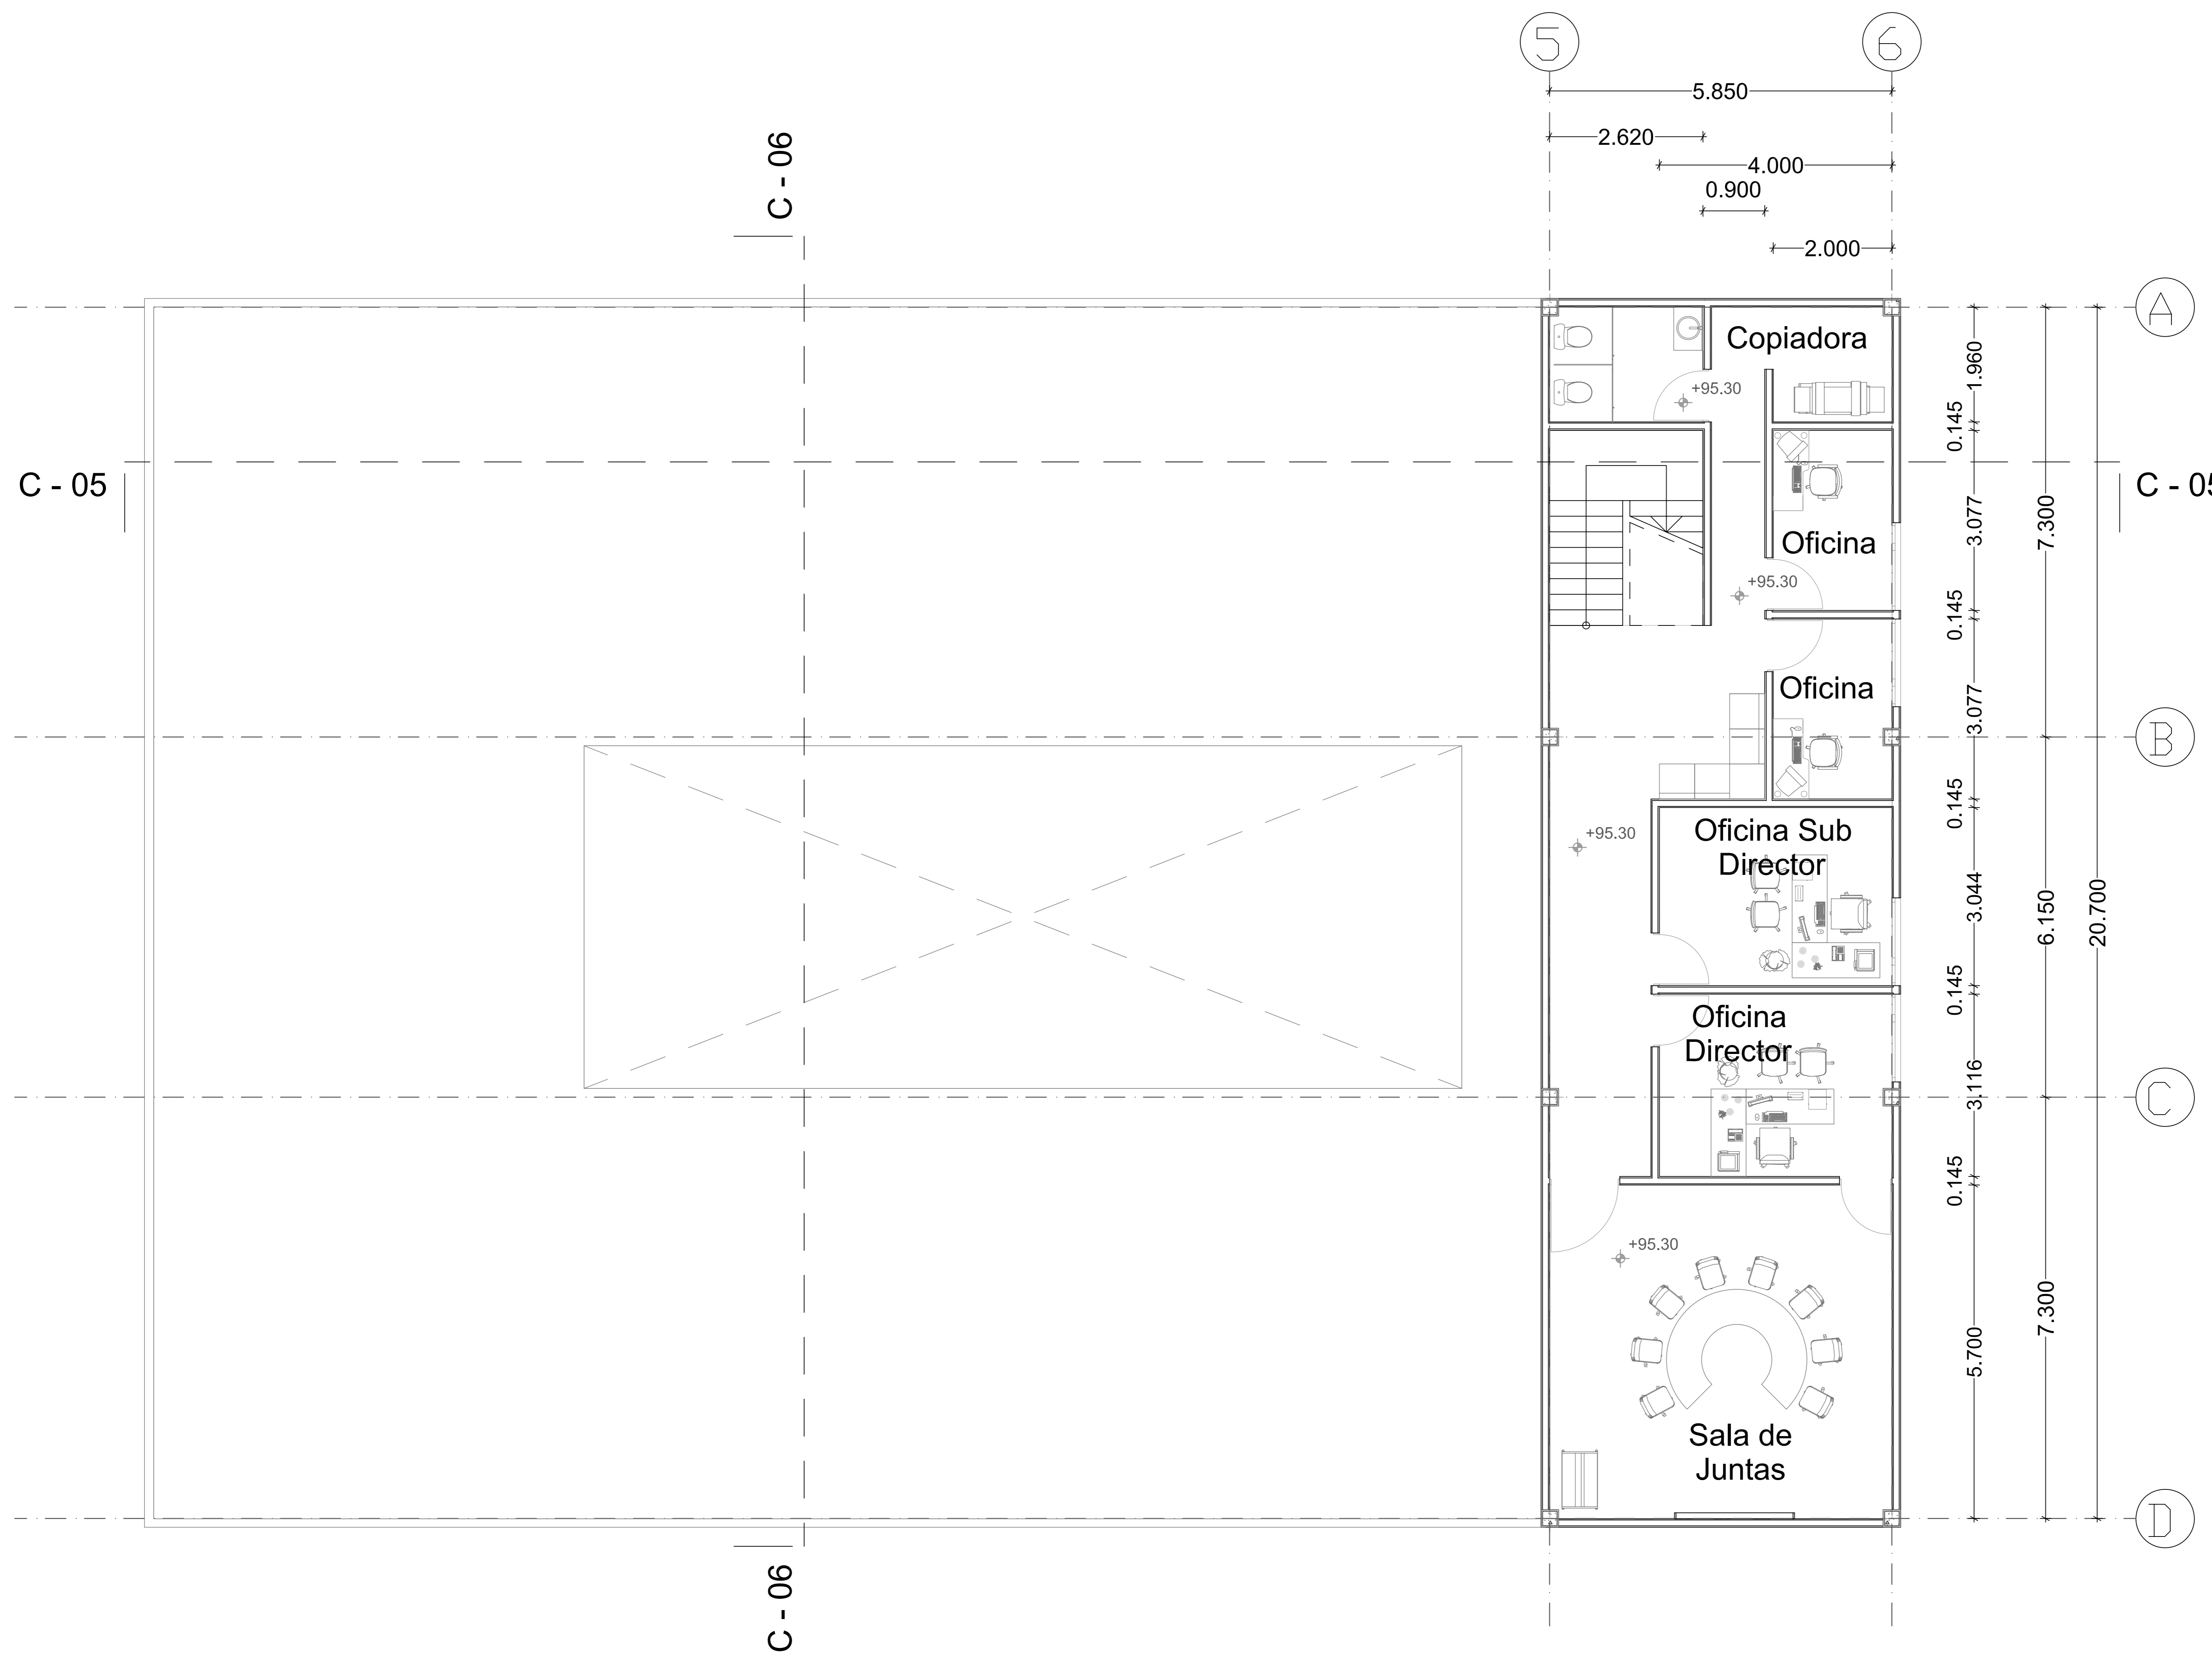 5
6
5.850
2.620
4.000
0.900
2.000
C - 06
A
Copiadora
+95.30
1.960
0.145
C - 05
C - 05
3.077
7.300
Oficina
+95.30
0.145
Oficina
3.077
B
0.145
Oficina Sub
Director
+95.30
3.044
6.150
20.700
0.145
Oficina
Director
3.116
C
0.145
+95.30
7.300
5.700
Sala de
Juntas
D
C - 06